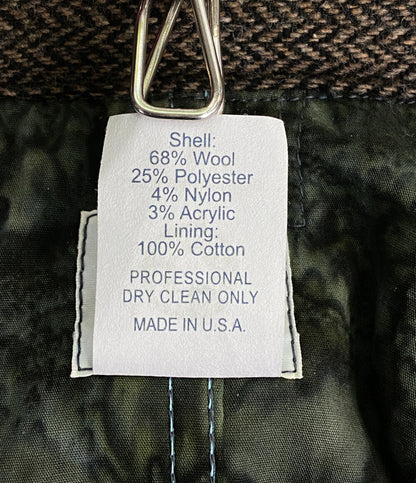 Shell:
68% Wool
25% Polyester
4% Nylon
3% Acrylic
Lining:
100% Cotton
PROFESSIONAL
DRY CLEAN ONLY
MADE IN U.S.A.